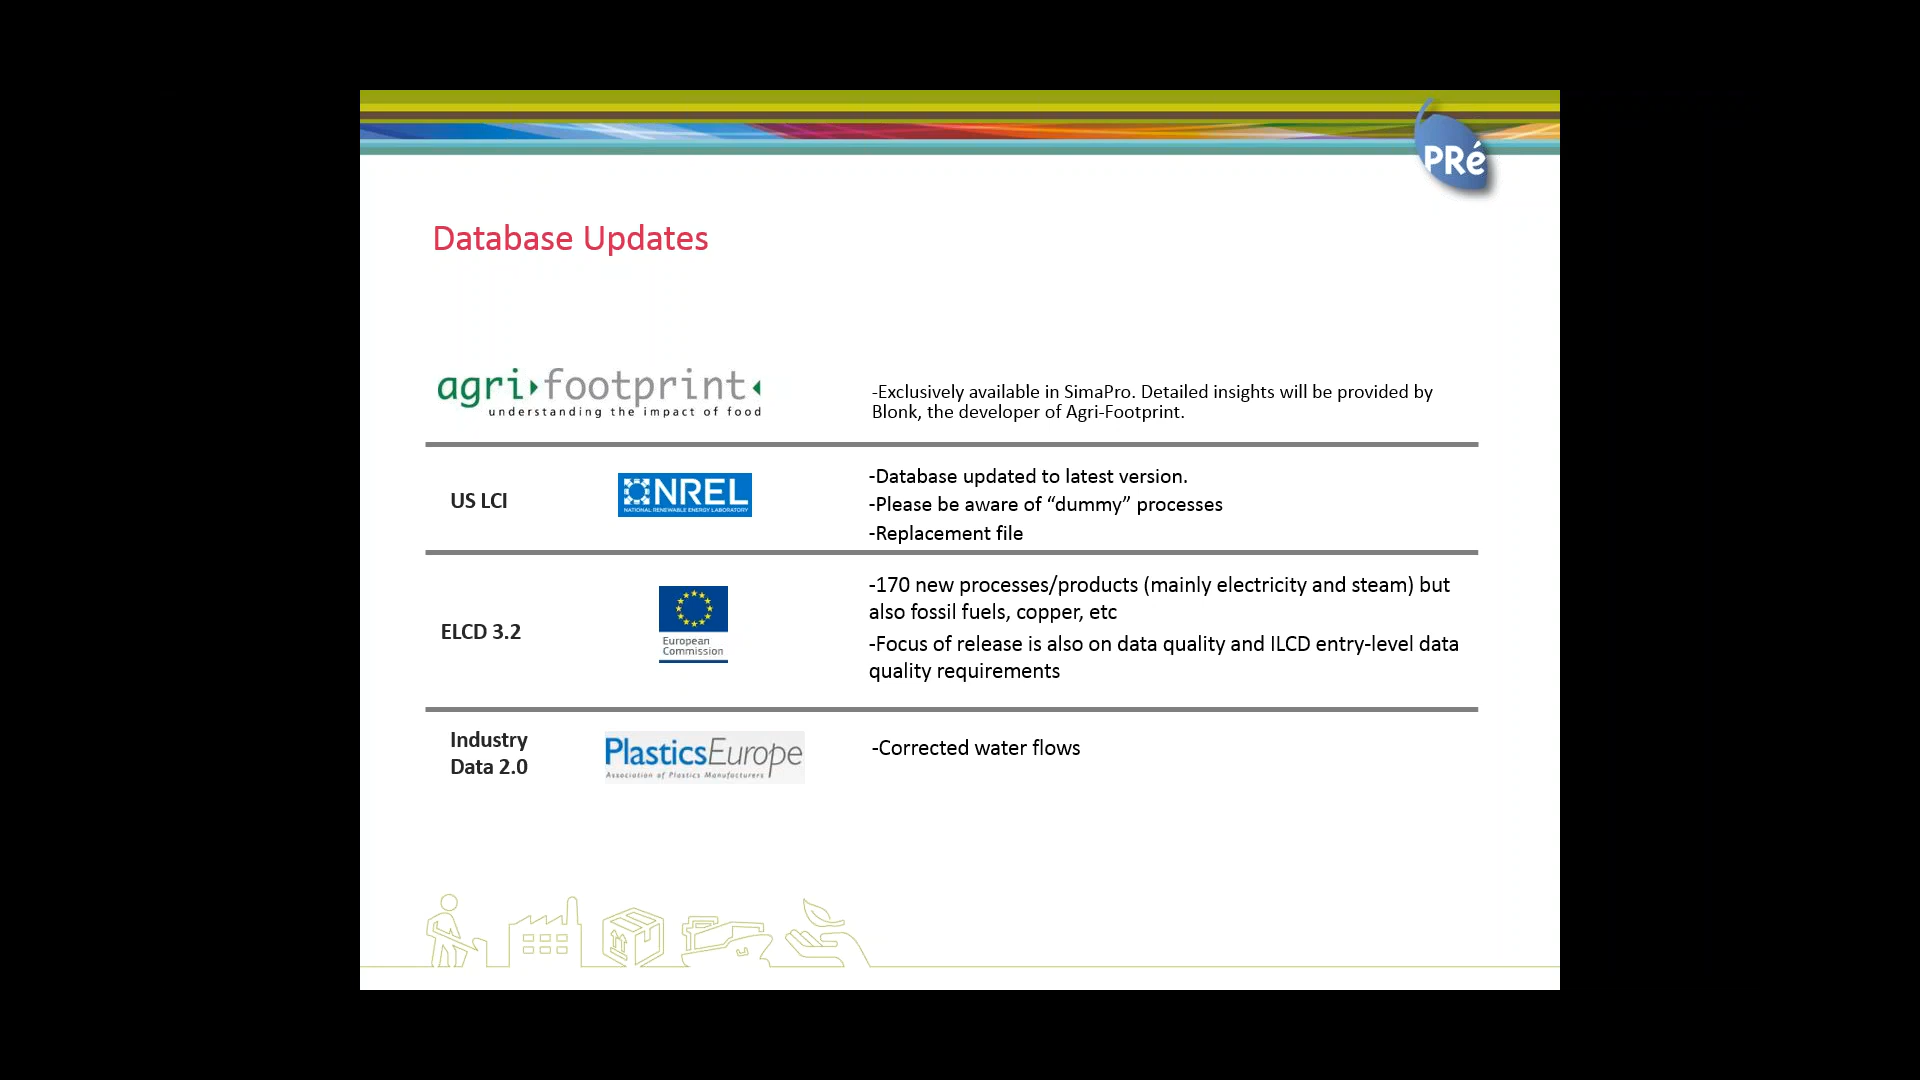 PRé
Database Updates
agri footprint
understanding the impact of food
-Exclusively available in SimaPro. Detailed insights will be provided by
Blonk, the developer of Agri-Footprint.
US LCI
NREL
NATIONAL RENEWABLE ENERGY LABORATORY
-Database updated to latest version.
-Please be aware of “dummy” processes
-Replacement file
ELCD 3.2
European
Commission
-170 new processes/products (mainly electricity and steam) but
also fossil fuels, copper, etc
-Focus of release is also on data quality and ILCD entry-level data
quality requirements
Industry
Data 2.0
PlasticsEurope
Association of Plastics Manufacturers
-Corrected water flows